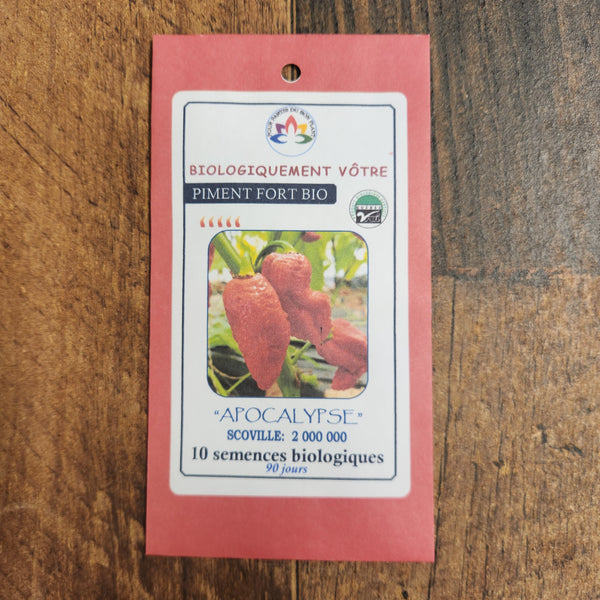 BIOLOGIQUEMENT VÔTRE
PIMENT FORT BIO
"APOCALYPSE"
SCOVILLE: 2 000 000
10 semences biologiques
90 jours